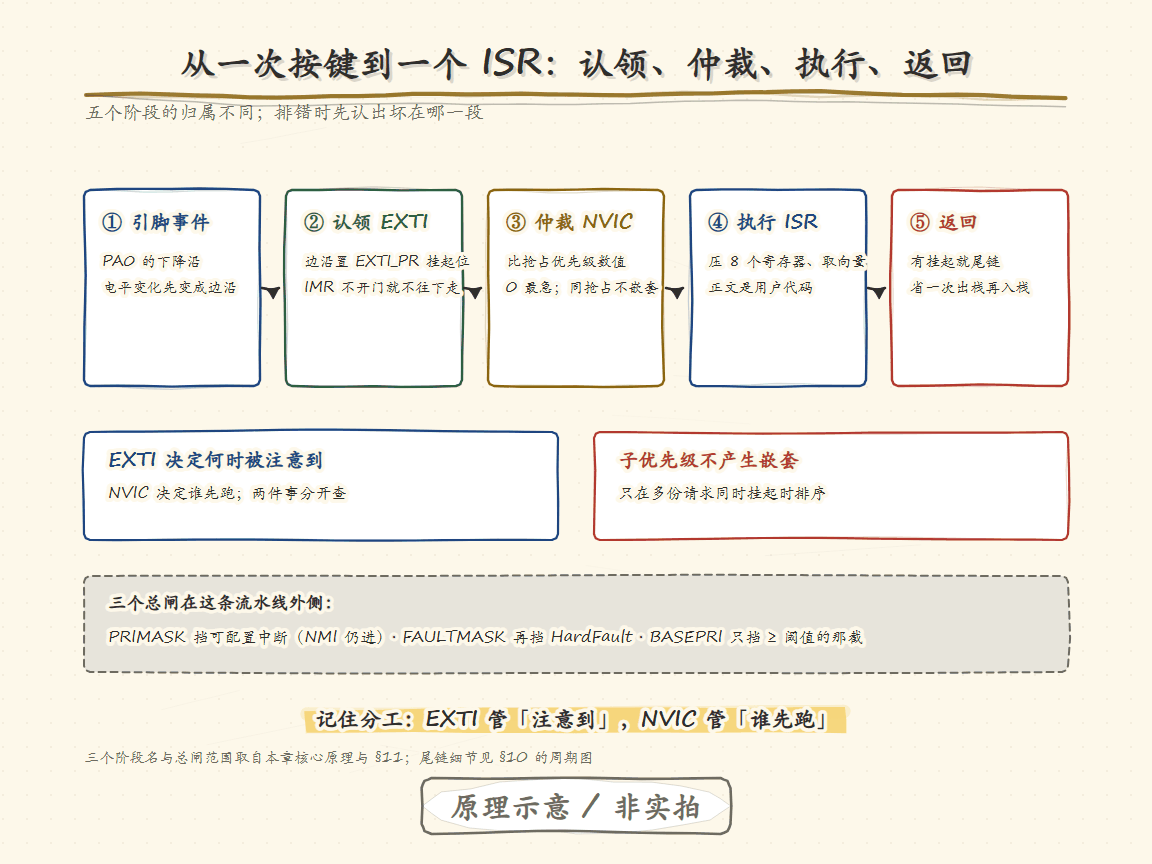 从一次按键到一个 ISR：认领、仲裁、执行、返回
五个阶段的归属不同；排错时先认出坏在哪一段
① 引脚事件
PA0 的下降沿
电平变化先变成边沿
② 认领 EXTI
边沿置 EXTI_PR 挂起位
IMR 不开门就不往下走
③ 仲裁 NVIC
比抢占优先级数值
0 最急；同抢占不嵌套
④ 执行 ISR
压 8 个寄存器、取向量
正文是用户代码
⑤ 返回
有挂起就尾链
省一次出栈再入栈
EXTI 决定何时被注意到
NVIC 决定谁先跑；两件事分开查
子优先级不产生嵌套
只在多份请求同时挂起时排序
三个总闸在这条流水线外侧：
PRIMASK 挡可配置中断（NMI 仍进）· FAULTMASK 再挡 HardFault · BASEPRI 只挡 ≥ 阈值的那截
记住分工：EXTI 管「注意到」，NVIC 管「谁先跑」
三个阶段名与总闸范围取自本章核心原理与 §11；尾链细节见 §10 的周期图
原理示意 / 非实拍